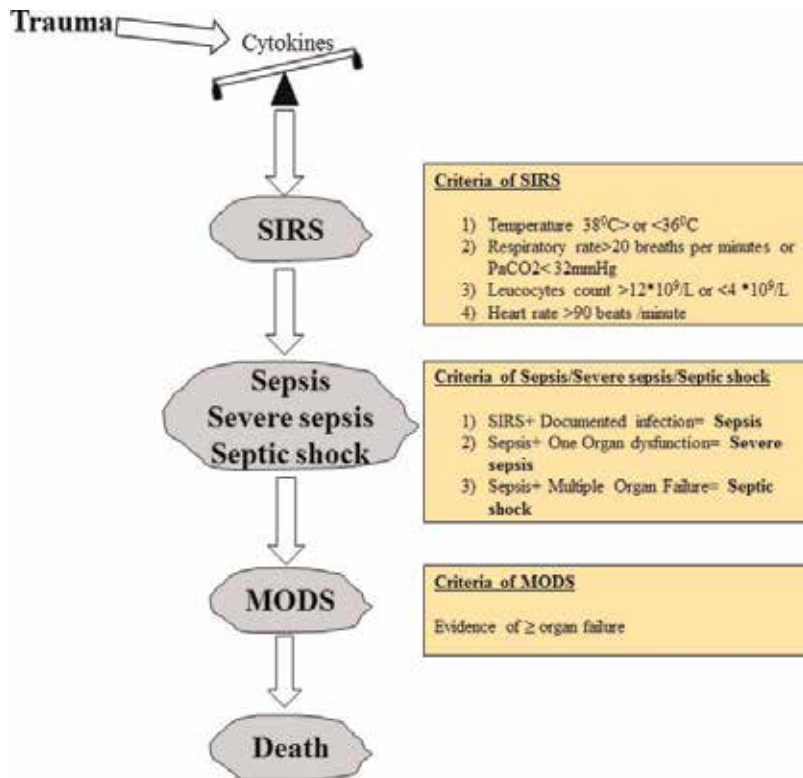 Trauma
Cytokines
SIRS
Criteria of SIRS
1) Temperature 38⁰C> or <36⁰C
2) Respiratory rate>20 breaths per minutes or
PaCO2< 32mmHg
3) Leucocytes count >12*10⁹/L or <4 *10⁹/L
4) Heart rate >90 beats /minute
Sepsis
Severe sepsis
Septic shock
Criteria of Sepsis/Severe sepsis/Septic shock
1) SIRS+ Documented infection= Sepsis
2) Sepsis+ One Organ dysfunction= Severe
sepsis
3) Sepsis+ Multiple Organ Failure= Septic
shock
MODS
Criteria of MODS
Evidence of ≥ organ failure
Death